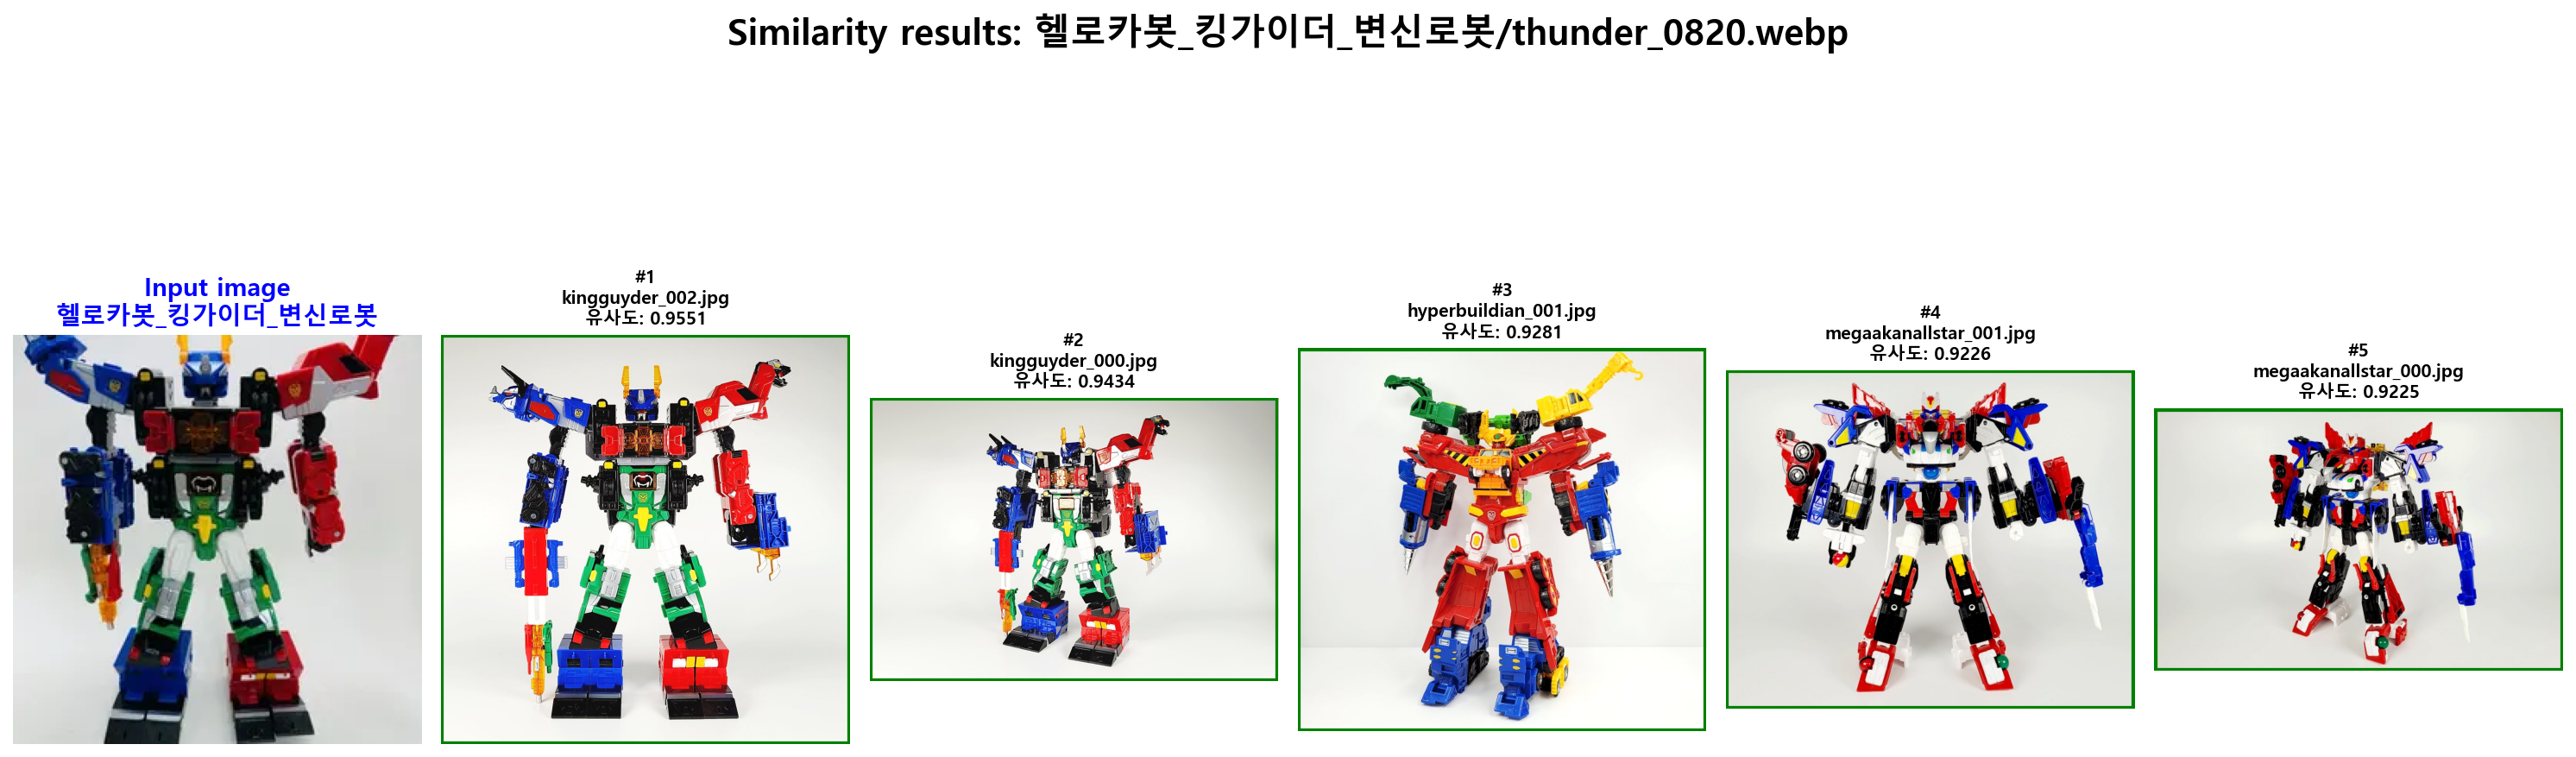 Similarity results: 헬로카봇_킹가이더_변신로봇/thunder_0820.webp
Input image
헬로카봇_킹가이더_변신로봇
#1
kingguyder_002.jpg
유사도: 0.9551
#2
kingguyder_000.jpg
유사도: 0.9434
#3
hyperbuildian_001.jpg
유사도: 0.9281
#4
megaakanallstar_001.jpg
유사도: 0.9226
#5
megaakanallstar_000.jpg
유사도: 0.9225